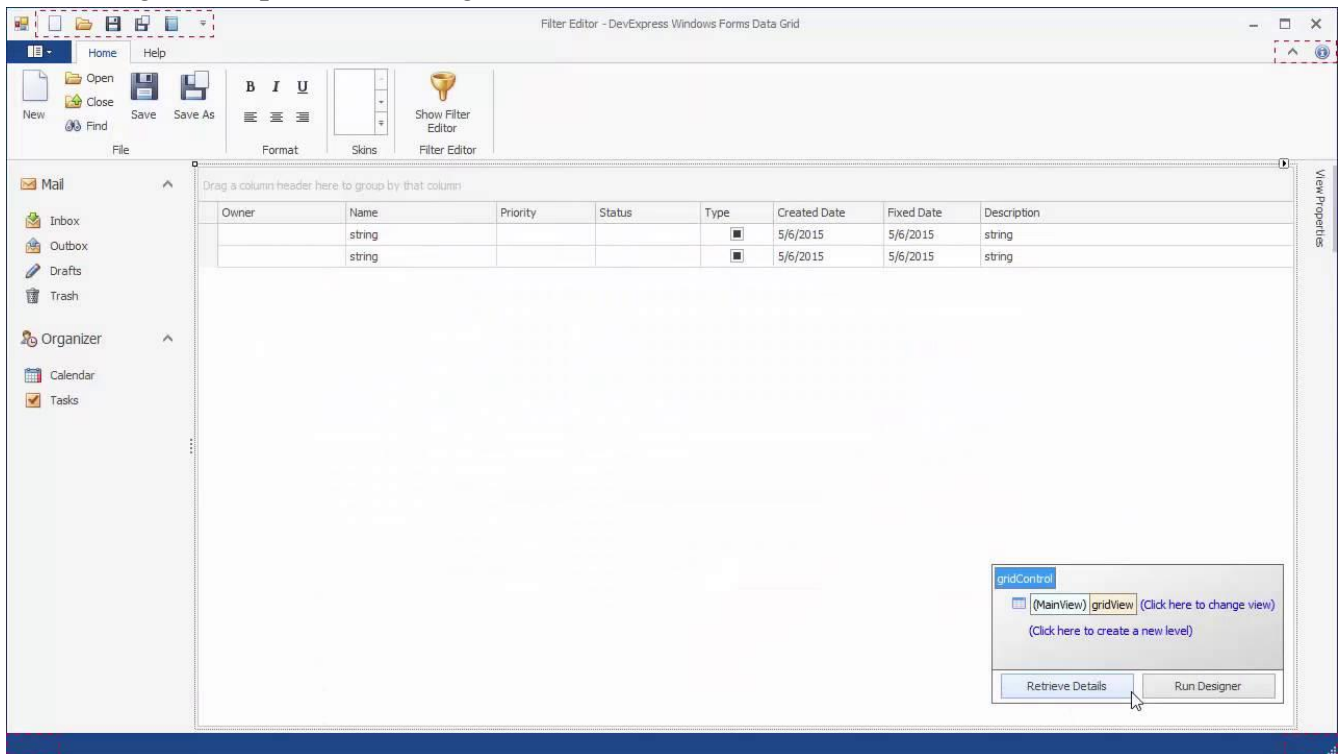 Filter Editor - DevExpress Windows Forms Data Grid
Home Help
New
Open
Close
Find
Save
Save As
File
B I U
Format
Skins
Show Filter
Editor
Filter Editor
Mail
Inbox
Outbox
Drafts
Trash
Organizer
Calendar
Tasks
Drag a column header here to group by that column
Owner Name Priority Status Type Created Date Fixed Date Description
string 5/6/2015 5/6/2015 string
string 5/6/2015 5/6/2015 string
View Properties
gridControl
(MainView) gridView (Click here to change view)
(Click here to create a new level)
Retrieve Details Run Designer